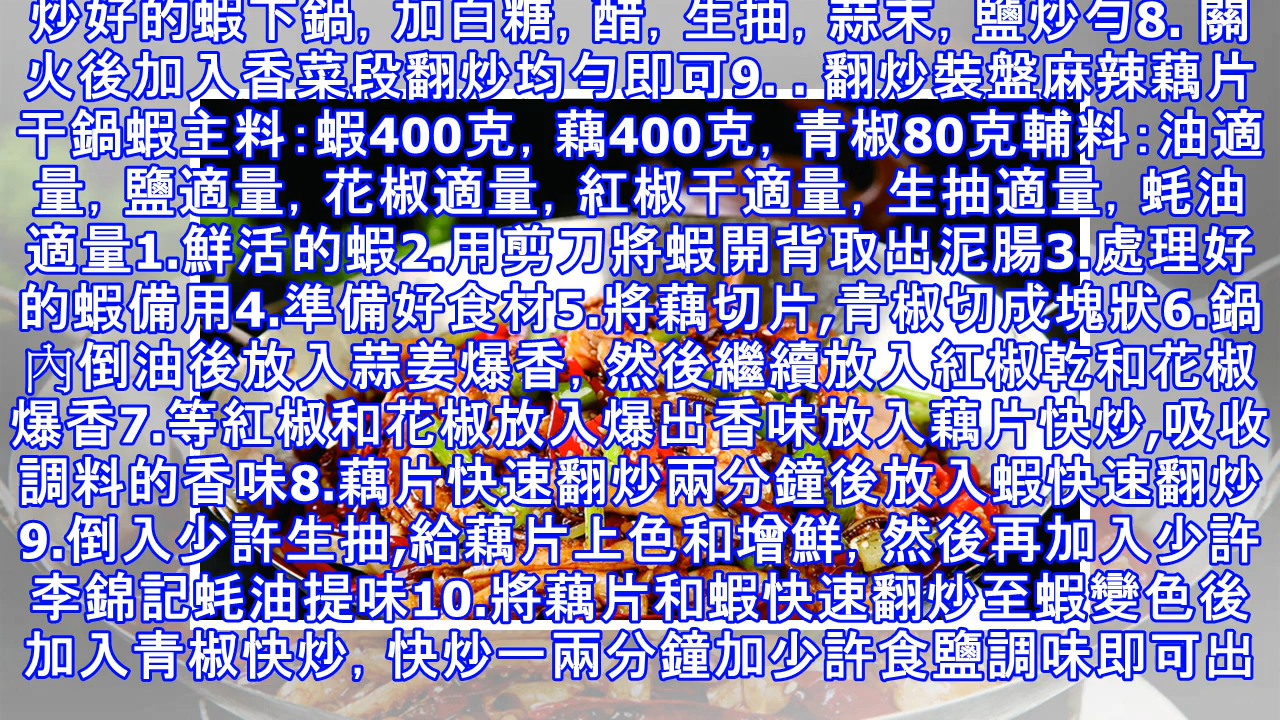 炒好的蝦下鍋, 加白糖, 醋, 生抽, 蒜末, 鹽炒勻8. 關
火後加入香菜段翻炒均勻即可9. . 翻炒裝盤麻辣藕片
干鍋蝦主料:蝦400克, 藕400克, 青椒80克輔料:油適
量, 鹽適量, 花椒適量, 紅椒干適量, 生抽適量, 蚝油
適量1.鮮活的蝦2.用剪刀將蝦開背取出泥腸3.處理好
的蝦備用4.準備好食材5.將藕切片,青椒切成塊狀6.鍋
內倒油後放入蒜姜爆香, 然後繼續放入紅椒乾和花椒
爆香7.等紅椒和花椒放入爆出香味放入藕片快炒,吸收
調料的香味8.藕片快速翻炒兩分鐘後放入蝦快速翻炒
9.倒入少許生抽,給藕片上色和增鮮, 然後再加入少許
李錦記蚝油提味10.將藕片和蝦快速翻炒至蝦變色後
加入青椒快炒, 快炒一兩分鐘加少許食鹽調味即可出